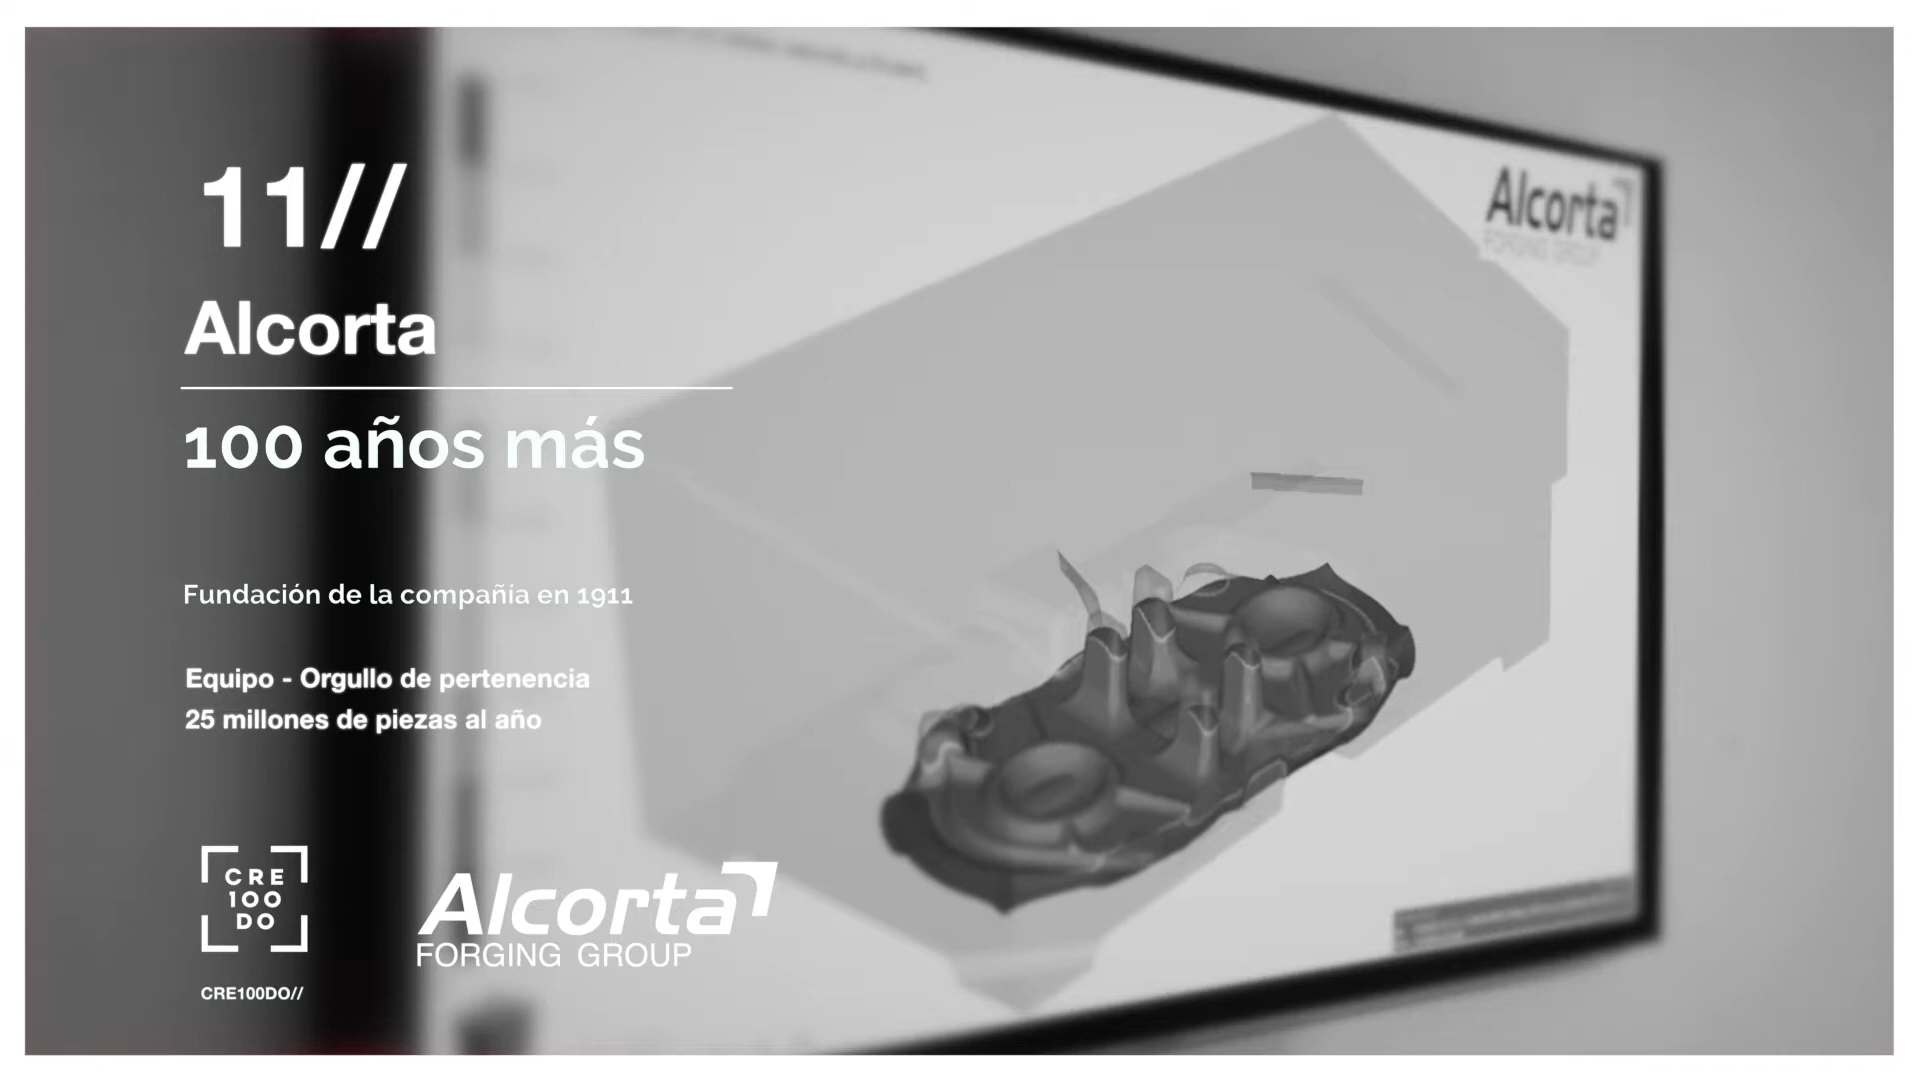 11//
Alcorta
100 años más
Fundación de la compañía en 1911
Equipo - Orgullo de pertenencia
25 millones de piezas al año
CRE
100
DO
CRE100DO//
Alcorta
FORGING GROUP
Alcorta
FORGING GROUP